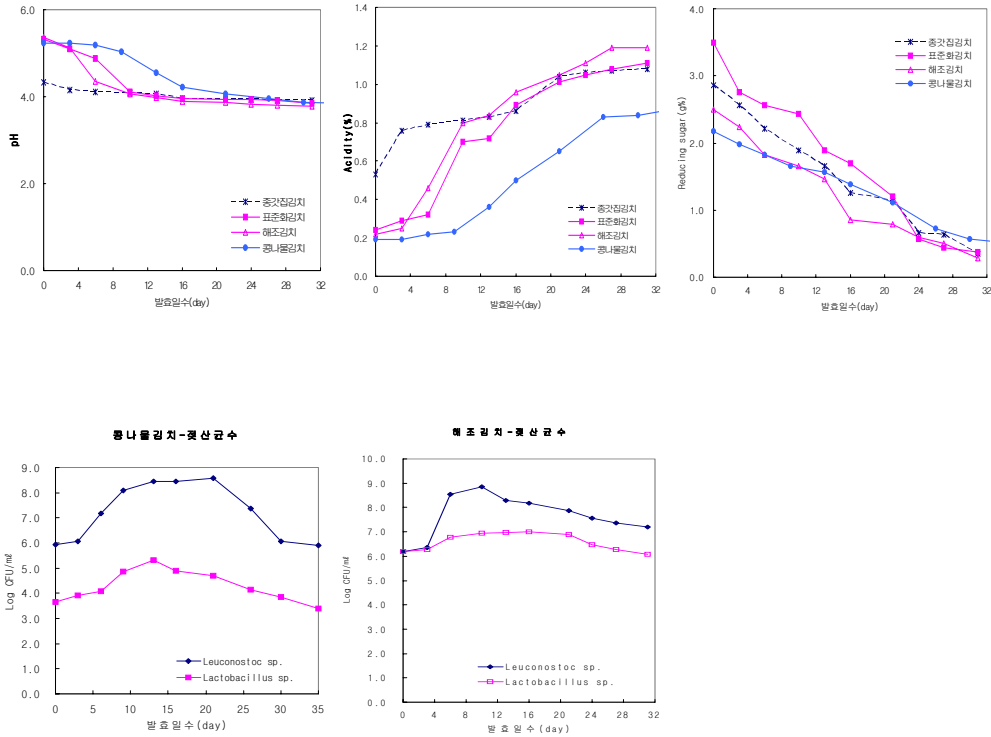 6.0
4.0
2.0
0.0
pH
0 4 8 12 16 20 24 28 32
발효일수(day)
종갓집김치
표준화김치
해조김치
콩나물김치
1.4
1.2
1.0
0.8
0.6
0.4
0.2
0.0
Acidity(%)
0 4 8 12 16 20 24 28 32
발효일수(day)
종갓집김치
표준화김치
해조김치
콩나물김치
4.0
3.0
2.0
1.0
0.0
Reducing sugar(g%)
0 4 8 12 16 20 24 28 32
발효일수(day)
종갓집김치
표준화김치
해조김치
콩나물김치
콩나물김치-젖산균수
9.0
8.0
7.0
6.0
5.0
4.0
3.0
2.0
1.0
0.0
Log CFU/㎖
0 5 10 15 20 25 30 35
발효일수(day)
Leuconostoc sp.
Lactobacillus sp.
해조김치-젖산균수
10.0
9.0
8.0
7.0
6.0
5.0
4.0
3.0
2.0
1.0
0.0
Log CFU/㎖
0 4 8 12 16 20 24 28 32
발효일수(day)
Leuconostoc sp.
Lactobacillus sp.